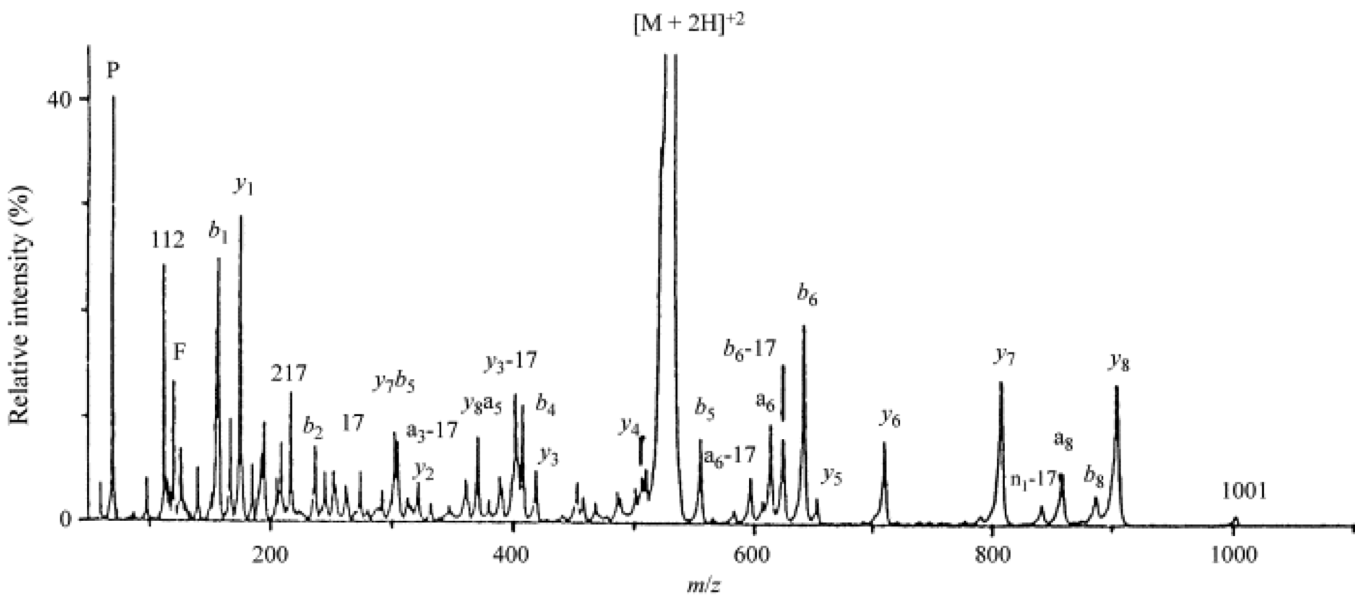 [M + 2H]⁺²
P
40
y₁
112
b₁
F
217
b₂
17
y₇b₅
a₃-17
y₂
y₈a₅
y₃-17
b₄
y₃
y₄
b₅
a₆-17
b₆-17
a₆
b₆
y₅
y₆
y₇
n₁-17
a₈
b₈
y₈
1001
0
200
400
600
800
1000
Relative intensity (%)
m/z